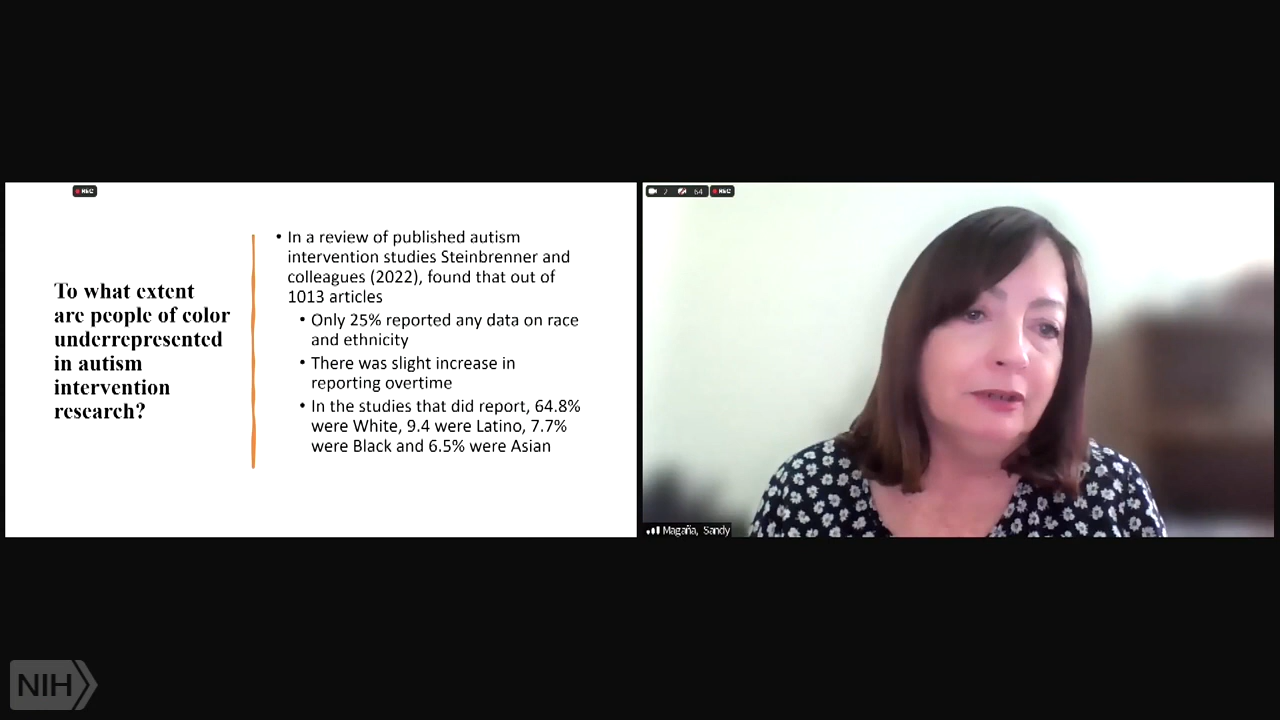 REC
To what extent
are people of color
underrepresented
in autism
intervention
research?
• In a review of published autism
intervention studies Steinbrenner and
colleagues (2022), found that out of
1013 articles
• Only 25% reported any data on race
and ethnicity
• There was slight increase in
reporting overtime
• In the studies that did report, 64.8%
were White, 9.4 were Latino, 7.7%
were Black and 6.5% were Asian
64 REC
Magaña, Sandy
NIH